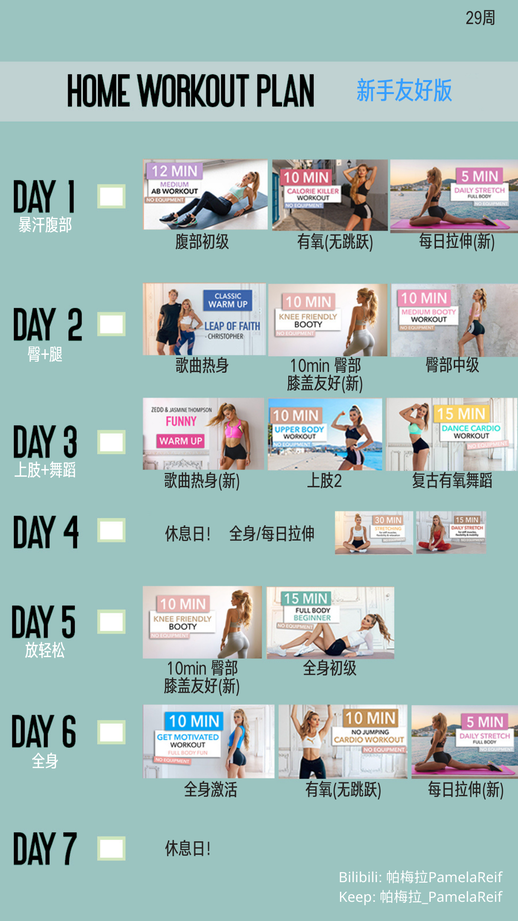 29周
HOME WORKOUT PLAN 新手友好版
DAY 1
暴汗腹部
12 MIN
MEDIUM
AB WORKOUT
NO EQUIPMENT
腹部初级
10 MIN
CALORIE KILLER
WORKOUT
NO EQUIPMENT
有氧(无跳跃)
5 MIN
DAILY STRETCH
FULL BODY
每日拉伸(新)
DAY 2
臀+腿
CLASSIC
WARM UP
LEAP OF FAITH
- CHRISTOPHER
歌曲热身
10 MIN
KNEE FRIENDLY
BOOTY
NO EQUIPMENT
10min 臀部
膝盖友好(新)
10 MIN
MEDIUM BOOTY
WORKOUT
NO EQUIPMENT
臀部中级
DAY 3
上肢+舞蹈
ZEDD & JASMINE THOMPSON
FUNNY
WARM UP
歌曲热身(新)
10 MIN
UPPER BODY
WORKOUT
NO EQUIPMENT
上肢2
15 MIN
DANCE CARDIO
WORKOUT
NO EQUIPMENT
复古有氧舞蹈
DAY 4
休息日! 全身/每日拉伸
30 MIN
STRETCHING
15 MIN
DAILY STRETCH
DAY 5
放轻松
10 MIN
KNEE FRIENDLY
BOOTY
NO EQUIPMENT
10min 臀部
膝盖友好(新)
15 MIN
FULL BODY
BEGINNER
NO EQUIPMENT
全身初级
DAY 6
全身
10 MIN
GET MOTIVATED
WORKOUT
FULL BODY FUN
NO EQUIPMENT
全身激活
10 MIN
NO JUMPING
CARDIO WORKOUT
NO EQUIPMENT
有氧(无跳跃)
5 MIN
DAILY STRETCH
FULL BODY
每日拉伸(新)
DAY 7
休息日!
Bilibili: 帕梅拉PamelaReif
Keep: 帕梅拉_PamelaReif